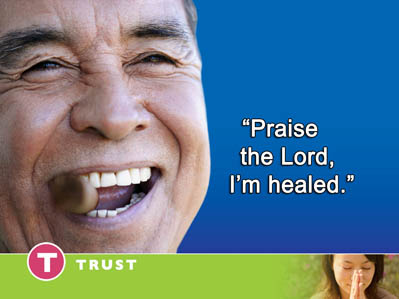 “Praise
the Lord,
I’m healed.”
T TRUST